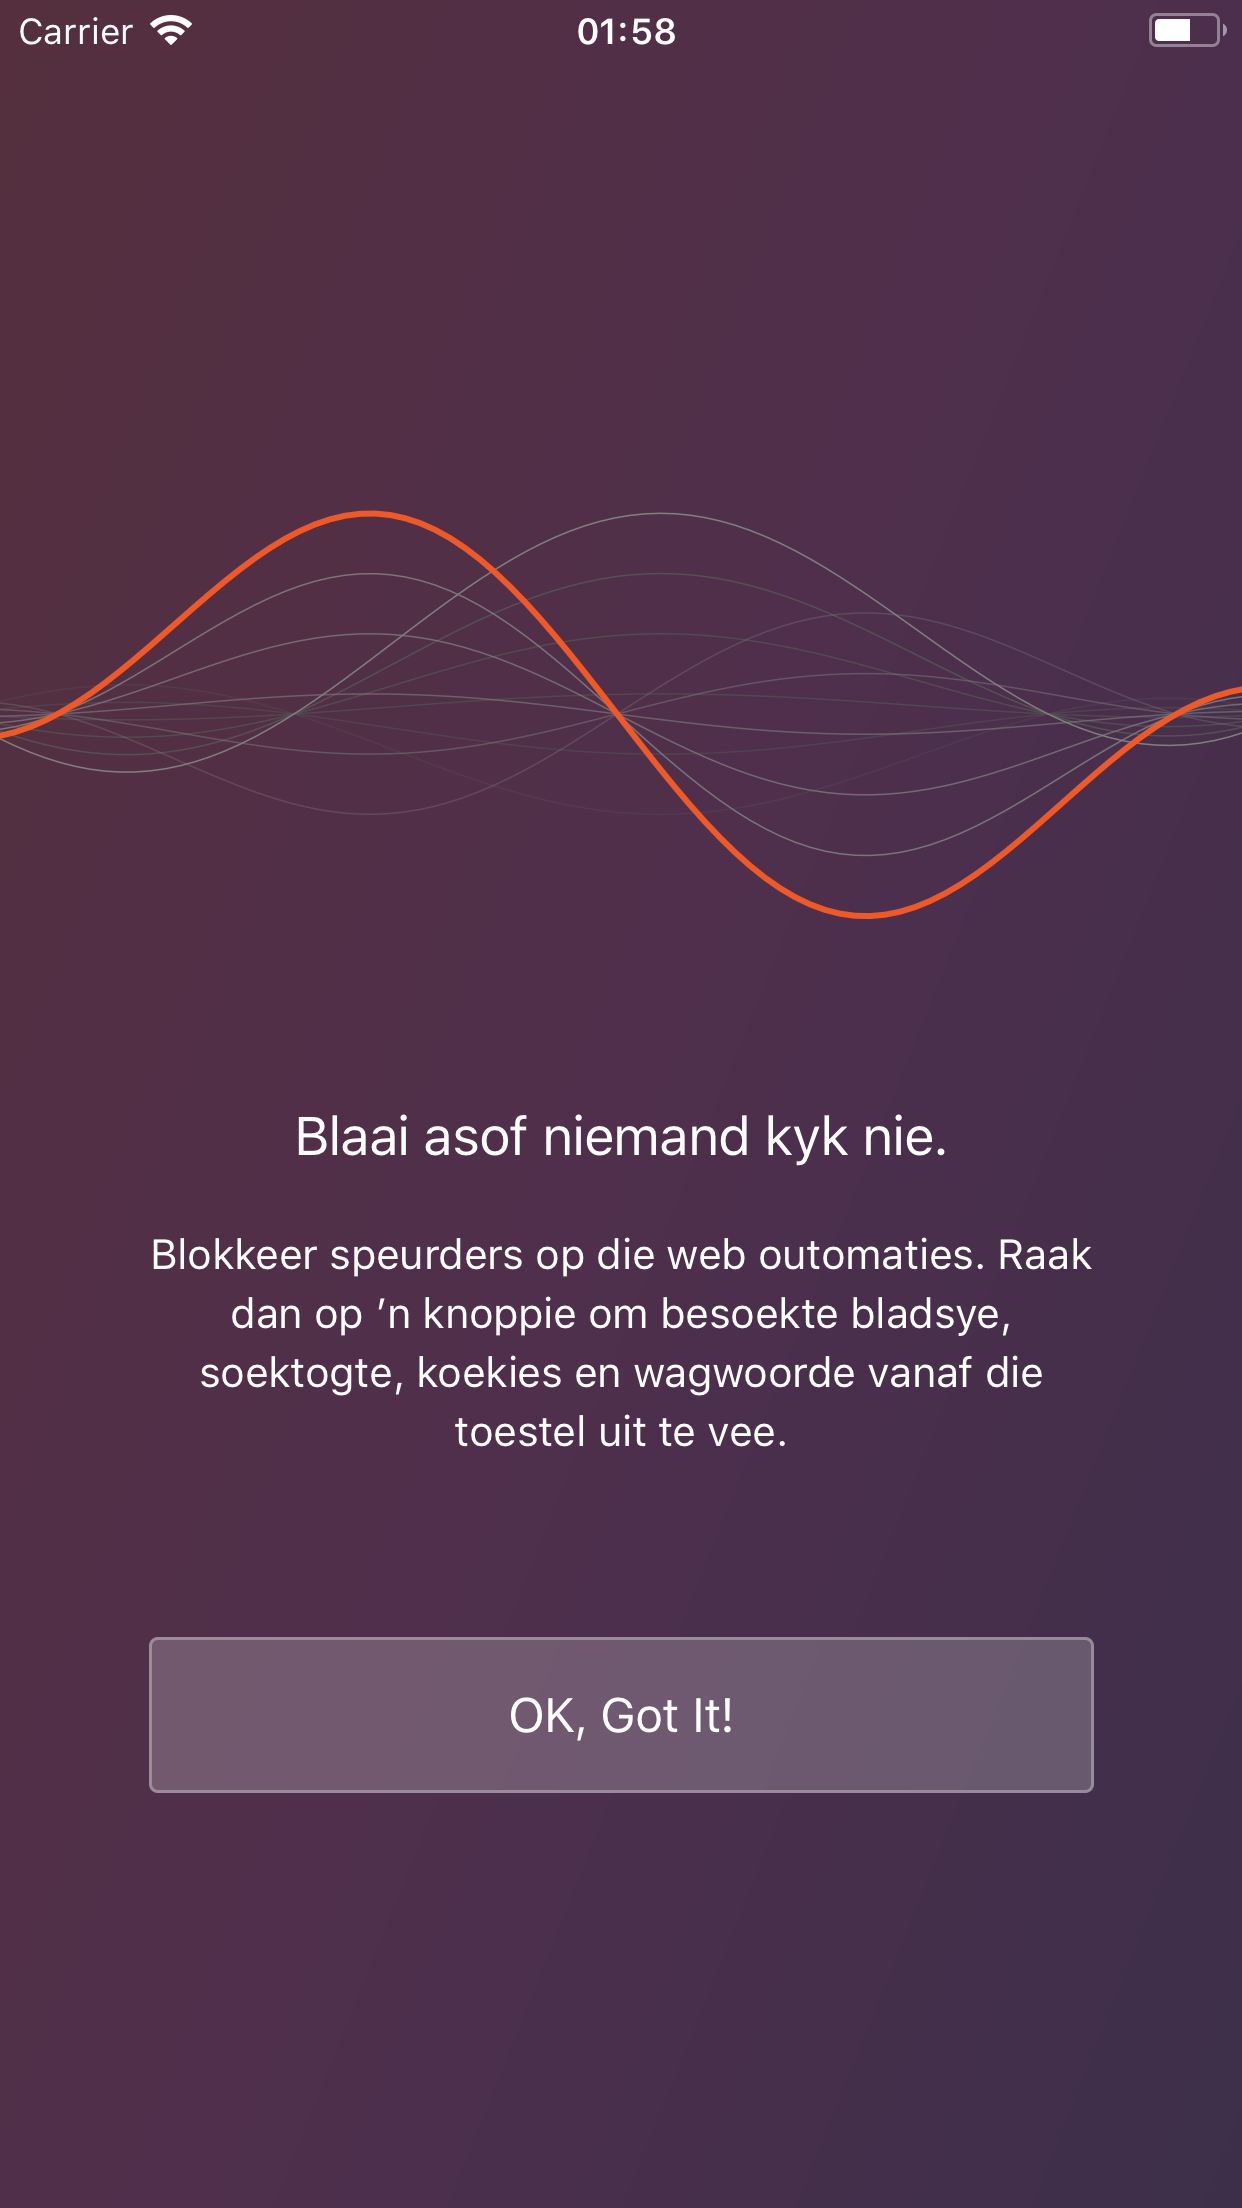 Carrier
01:58
Blaai asof niemand kyk nie.
Blokkeer speurders op die web outomaties. Raak
dan op ’n knoppie om besoekte bladsye,
soektogte, koekies en wagwoorde vanaf die
toestel uit te vee.
OK, Got It!